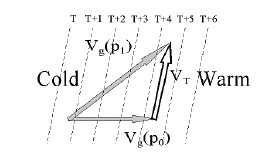 T T+1 T+2 T+3 T+4 T+5 T+6
Vg(p1)
Cold VT Warm
Vg(p0)